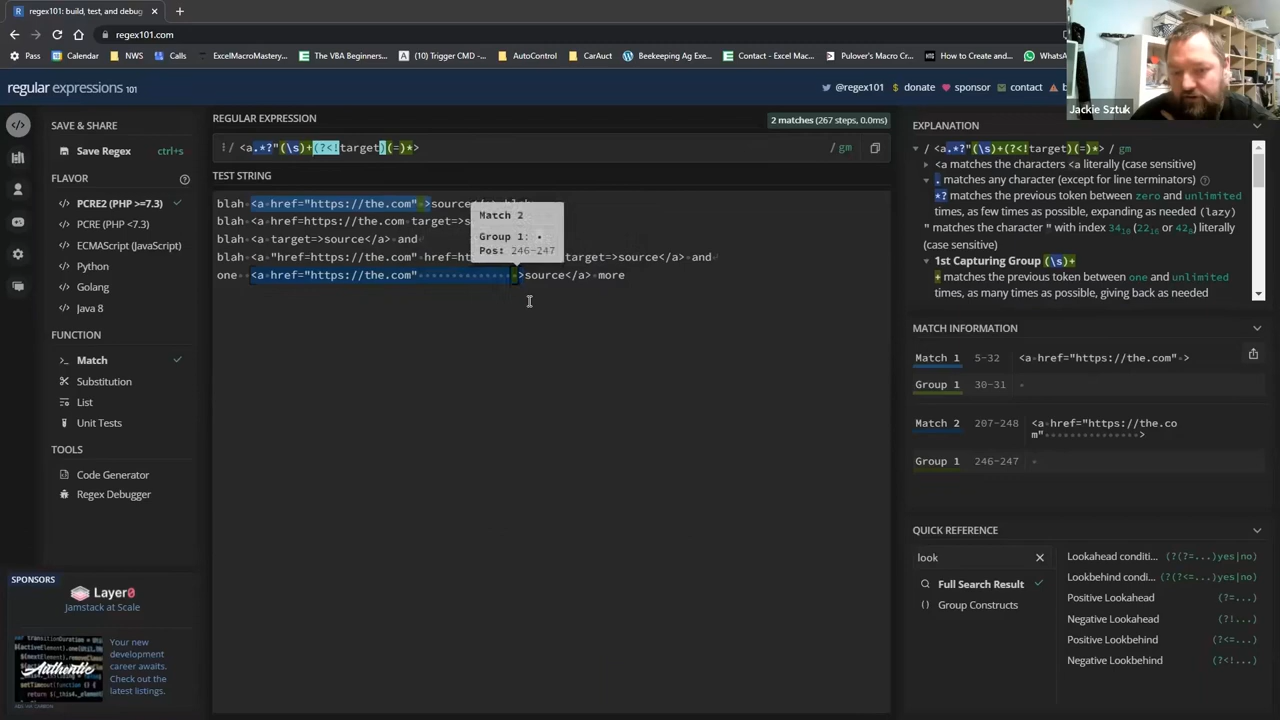 regex101: build, test, and debug
regex101.com
Pass
Calendar
NW
Calls
ExcelMacroMastery...
The VBA Beginners...
(10) Trigger CMD -...
AutoControl
CarAuct
Beekeeping Ag Exe...
Contact - Excel Mac...
Pulover's Macro Cr...
How to Create and...
WhatsA
regular expressions 101
@regex101
donate
sponsor
contact
Jackie Sztuk
SAVE & SHARE
Save Regex
ctrl+s
FLAVOR
PCRE2 (PHP >=7.3)
PCRE (PHP <7.3)
ECMAScript (JavaScript)
Python
Golang
Java 8
FUNCTION
Match
Substitution
List
Unit Tests
TOOLS
Code Generator
Regex Debugger
SPONSORS
Layer0
Jamstack at Scale
Authentic
Your new
development
career awaits.
Check out the
latest listings.
ADS VIA CARBON
REGULAR EXPRESSION
2 matches (267 steps, 0.0ms)
/ <a.*?"(\s)+(?<!target)(=)*>
/ gm
TEST STRING
blah <a href="https://the.com" >source
blah <a href=https://the.com target=>s
blah <a target=>source</a> and
blah <a "href="https://the.com" href=ht target=>source</a> and
one  <a href="https://the.com"               >source</a> more
Match 2
Group 1: •
Pos: 246-247
EXPLANATION
/ <a.*?"(\s)+(?<!target)(=)*> / gm
<a matches the characters <a literally (case sensitive)
. matches any character (except for line terminators)
*? matches the previous token between zero and unlimited
times, as few times as possible, expanding as needed (lazy)
" matches the character " with index 34₁₀ (22₁₆ or 42₈) literally
(case sensitive)
1st Capturing Group (\s)+
+ matches the previous token between one and unlimited
times, as many times as possible, giving back as needed
MATCH INFORMATION
Match 1 5-32 <a·href="https://the.com"·>
Group 1 30-31 ·
Match 2 207-248 <a·href="https://the.co
m"···············>
Group 1 246-247 ·
QUICK REFERENCE
look
Full Search Result
Group Constructs
Lookahead conditi... (?(?=...)yes|no)
Lookbehind condi... (?(?<=...)yes|no)
Positive Lookahead (?=...)
Negative Lookahead (?!...)
Positive Lookbehind (?<=...)
Negative Lookbehind (?<!...)